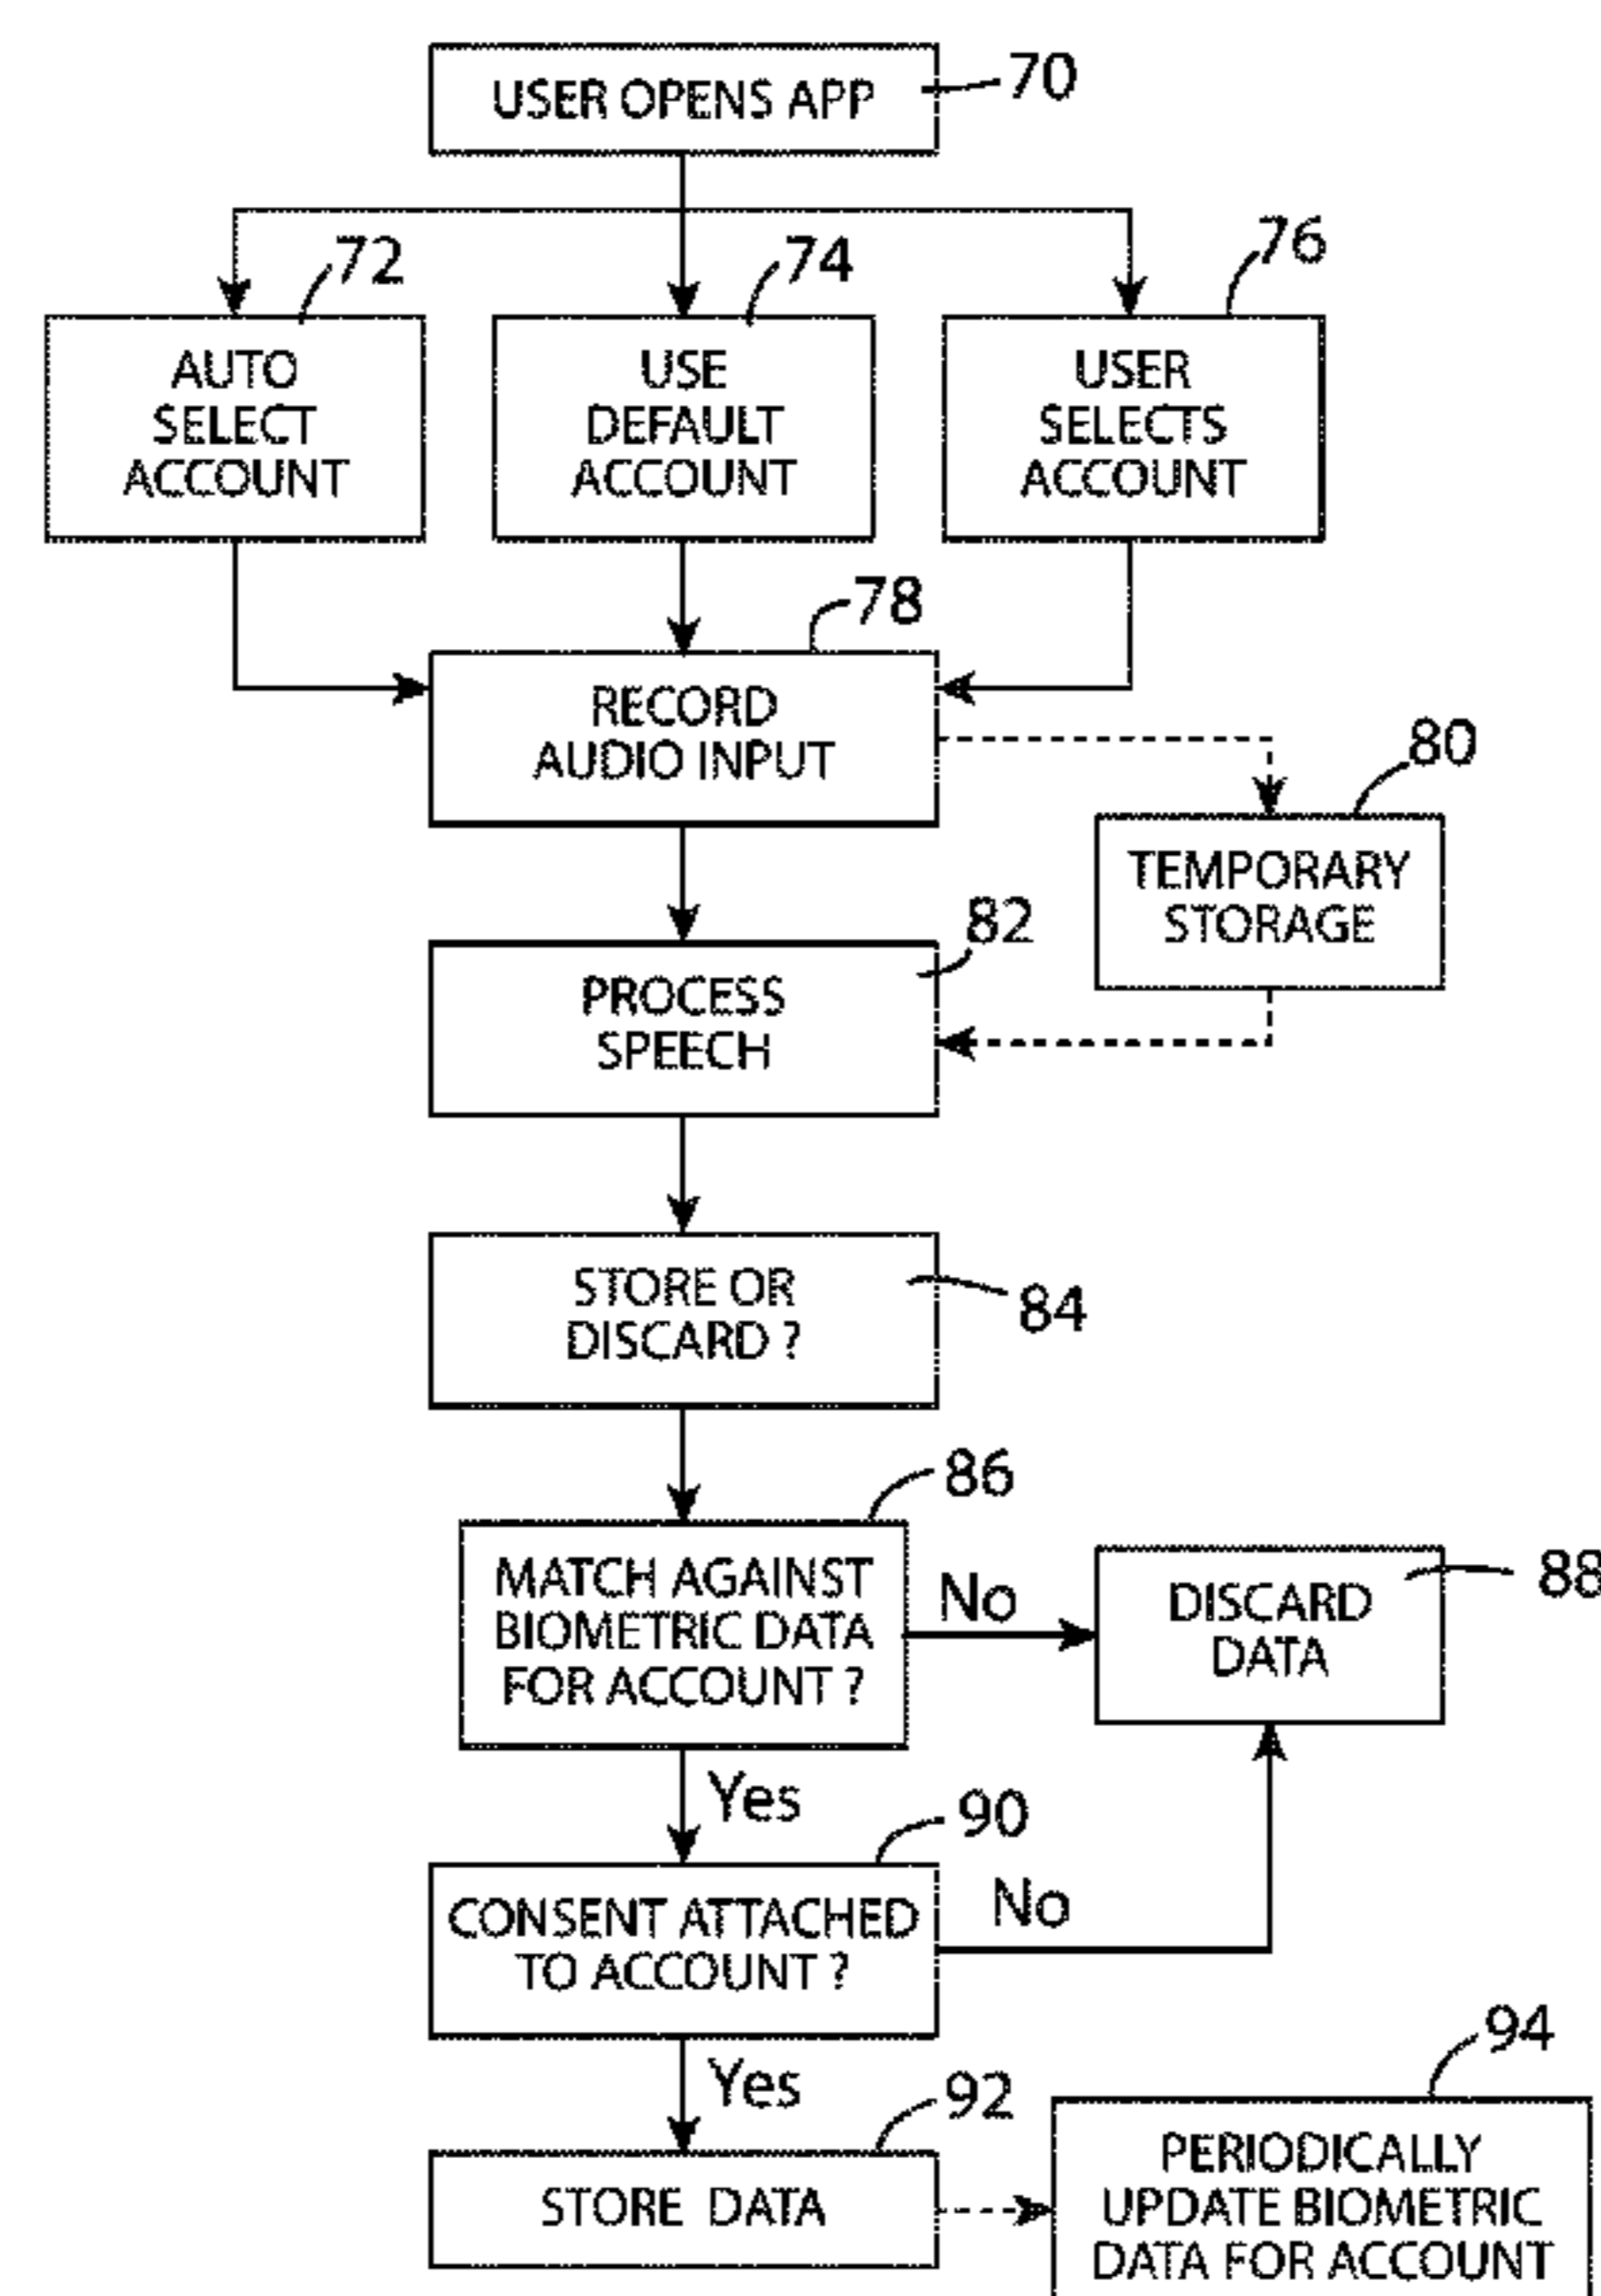 USER OPENS APP
70
72
74
76
AUTO
SELECT
ACCOUNT
USE
DEFAULT
ACCOUNT
USER
SELECTS
ACCOUNT
78
RECORD
AUDIO INPUT
80
TEMPORARY
STORAGE
82
PROCESS
SPEECH
STORE OR
DISCARD ?
84
86
MATCH AGAINST
BIOMETRIC DATA
FOR ACCOUNT ?
No
DISCARD
DATA
88
Yes
90
CONSENT ATTACHED
TO ACCOUNT ?
No
Yes
92
94
STORE DATA
PERIODICALLY
UPDATE BIOMETRIC
DATA FOR ACCOUNT